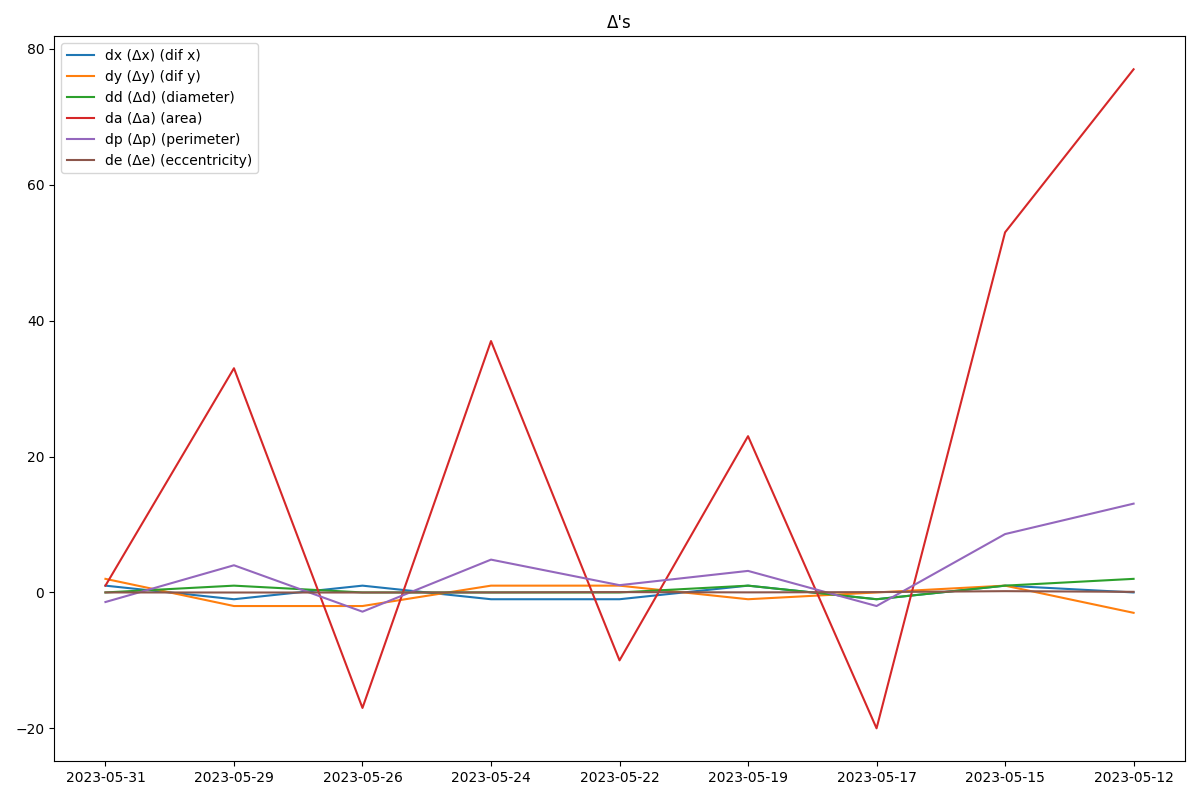 Δ's
dx (Δx) (dif x)
dy (Δy) (dif y)
dd (Δd) (diameter)
da (Δa) (area)
dp (Δp) (perimeter)
de (Δe) (eccentricity)
80
60
40
20
0
−20
2023-05-31 2023-05-29 2023-05-26 2023-05-24 2023-05-22 2023-05-19 2023-05-17 2023-05-15 2023-05-12